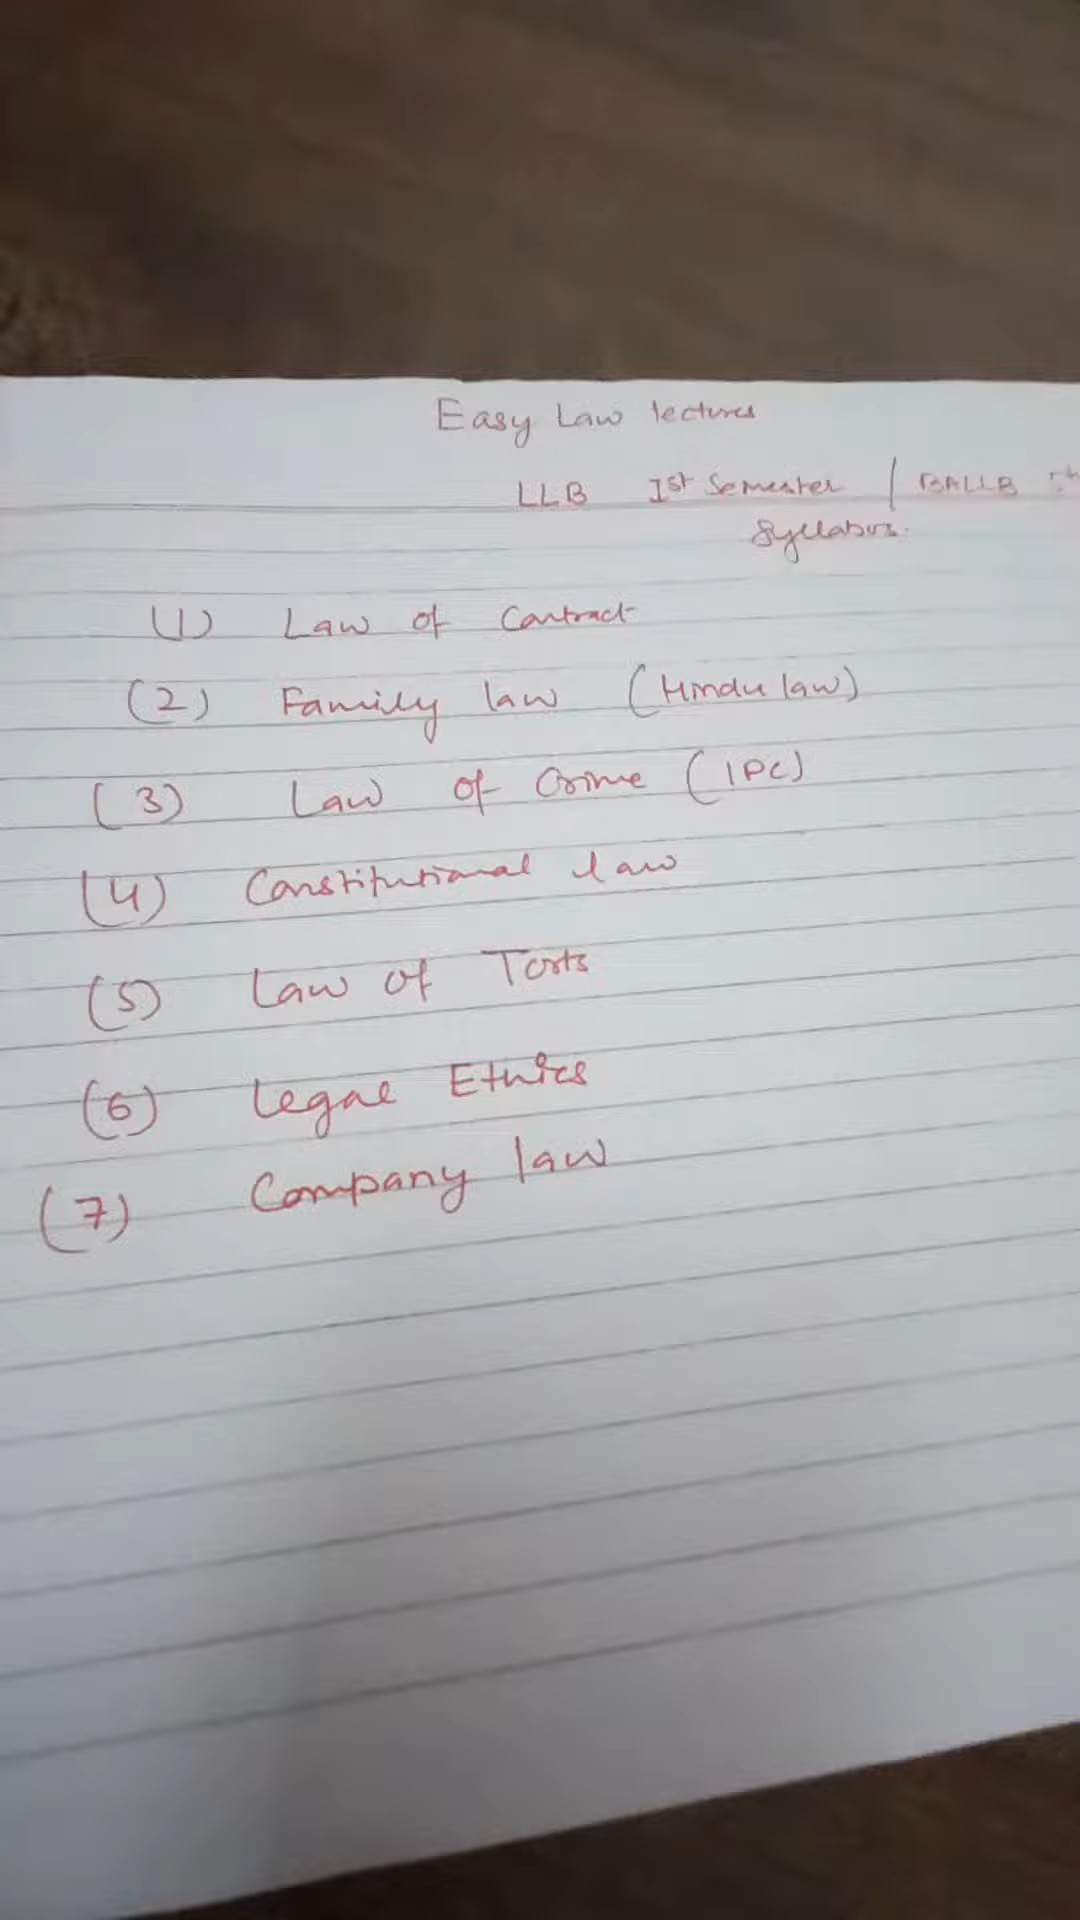 Easy Law lectures
LLB Ist Semester / BALLB
Syllabus.
(1) Law of Contract
(2) Family law (Hindu law)
(3) Law of Crime (IPC)
(4) Constitutional law
(5) Law of Torts
(6) Legal Ethics
(7) Company law